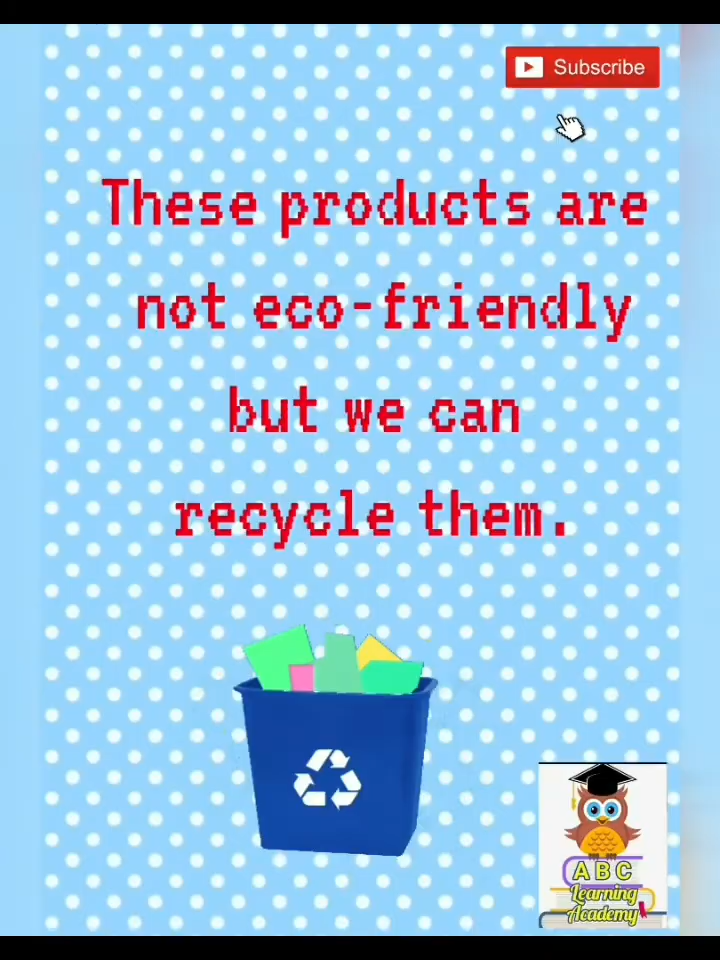 Subscribe
These products are
not eco-friendly
but we can
recycle them.
ABC
Learning
Academy